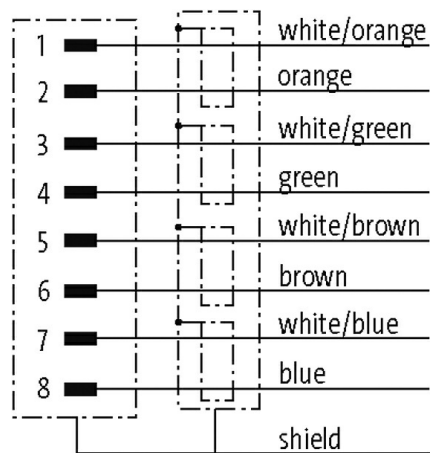 1 white/orange
2 orange
3 white/green
4 green
5 white/brown
6 brown
7 white/blue
8 blue
shield